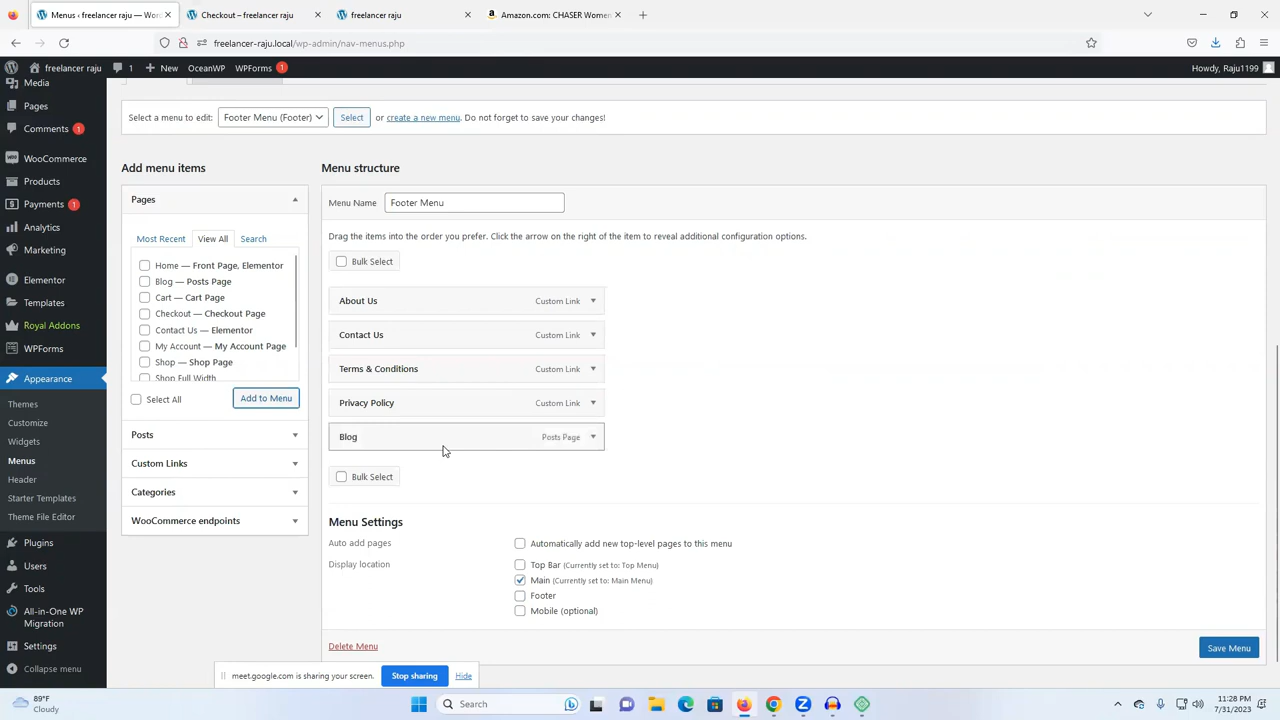 Menus ‹ freelancer raju — Wor
Checkout – freelancer raju
freelancer raju
Amazon.com: CHASER Women
freelancer-raju.local/wp-admin/nav-menus.php
freelancer raju
1
New
OceanWP
WPForms
1
Howdy, Raju1199
Media
Pages
Comments 1
WooCommerce
Products
Payments 1
Analytics
Marketing
Elementor
Templates
Royal Addons
WPForms
Appearance
Themes
Customize
Widgets
Menus
Header
Starter Templates
Theme File Editor
Plugins
Users
Tools
All-in-One WP
Migration
Settings
Collapse menu
Select a menu to edit: Footer Menu (Footer) Select or create a new menu. Do not forget to save your changes!
Add menu items
Pages
Most Recent View All Search
Home — Front Page, Elementor
Blog — Posts Page
Cart — Cart Page
Checkout — Checkout Page
Contact Us — Elementor
My Account — My Account Page
Shop — Shop Page
Shop Full Width
Select All
Add to Menu
Posts
Custom Links
Categories
WooCommerce endpoints
Menu structure
Menu Name Footer Menu
Drag the items into the order you prefer. Click the arrow on the right of the item to reveal additional configuration options.
Bulk Select
About Us Custom Link
Contact Us Custom Link
Terms & Conditions Custom Link
Privacy Policy Custom Link
Blog Posts Page
Bulk Select
Menu Settings
Auto add pages Automatically add new top-level pages to this menu
Display location Top Bar (Currently set to: Top Menu)
Main (Currently set to: Main Menu)
Footer
Mobile (optional)
Delete Menu
Save Menu
meet.google.com is sharing your screen. Stop sharing Hide
89°F
Cloudy
Search
11:28 PM
7/31/2023